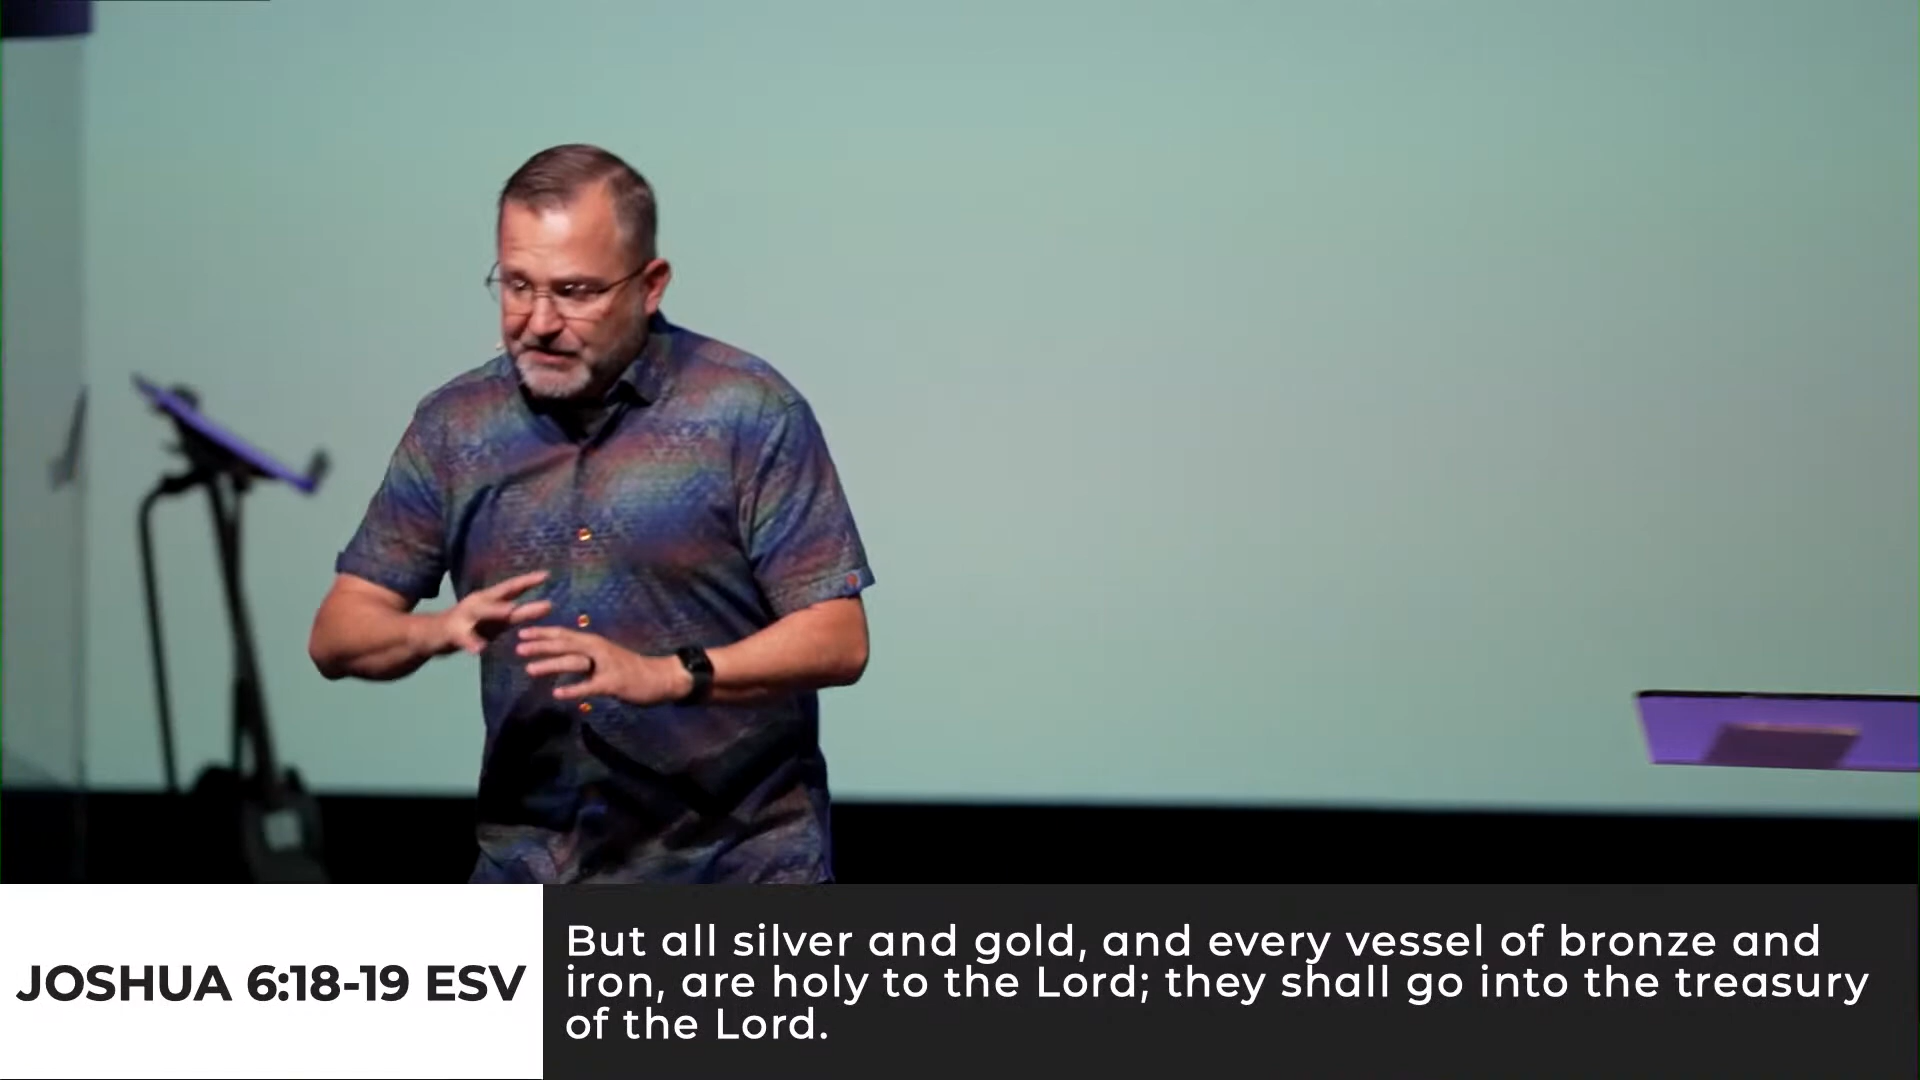 JOSHUA 6:18-19 ESV
But all silver and gold, and every vessel of bronze and
iron, are holy to the Lord; they shall go into the treasury
of the Lord.